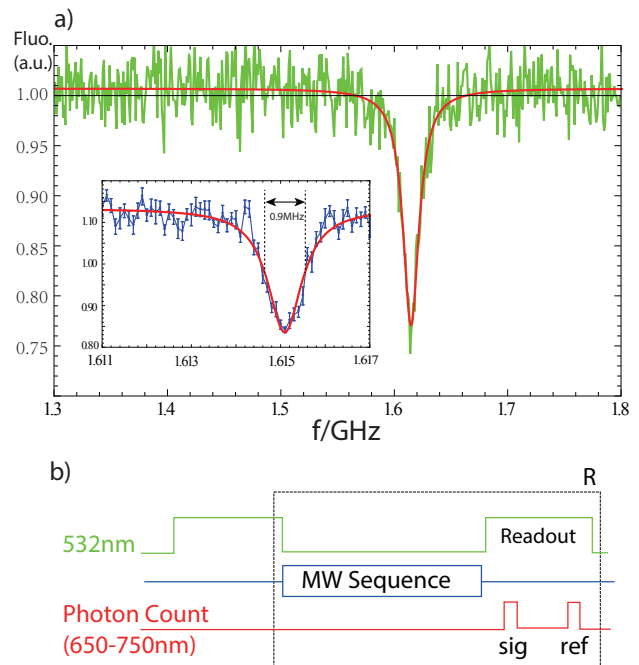 a)
Fluo.
(a.u.)
1.00
0.95
0.90
0.85
0.80
0.75
1.10
1.00
0.90
0.80
0.9MHz
1.611
1.613
1.615
1.617
1.3
1.4
1.5
1.6
1.7
1.8
f/GHz
b)
R
532nm
Readout
MW Sequence
Photon Count
(650-750nm)
sig
ref